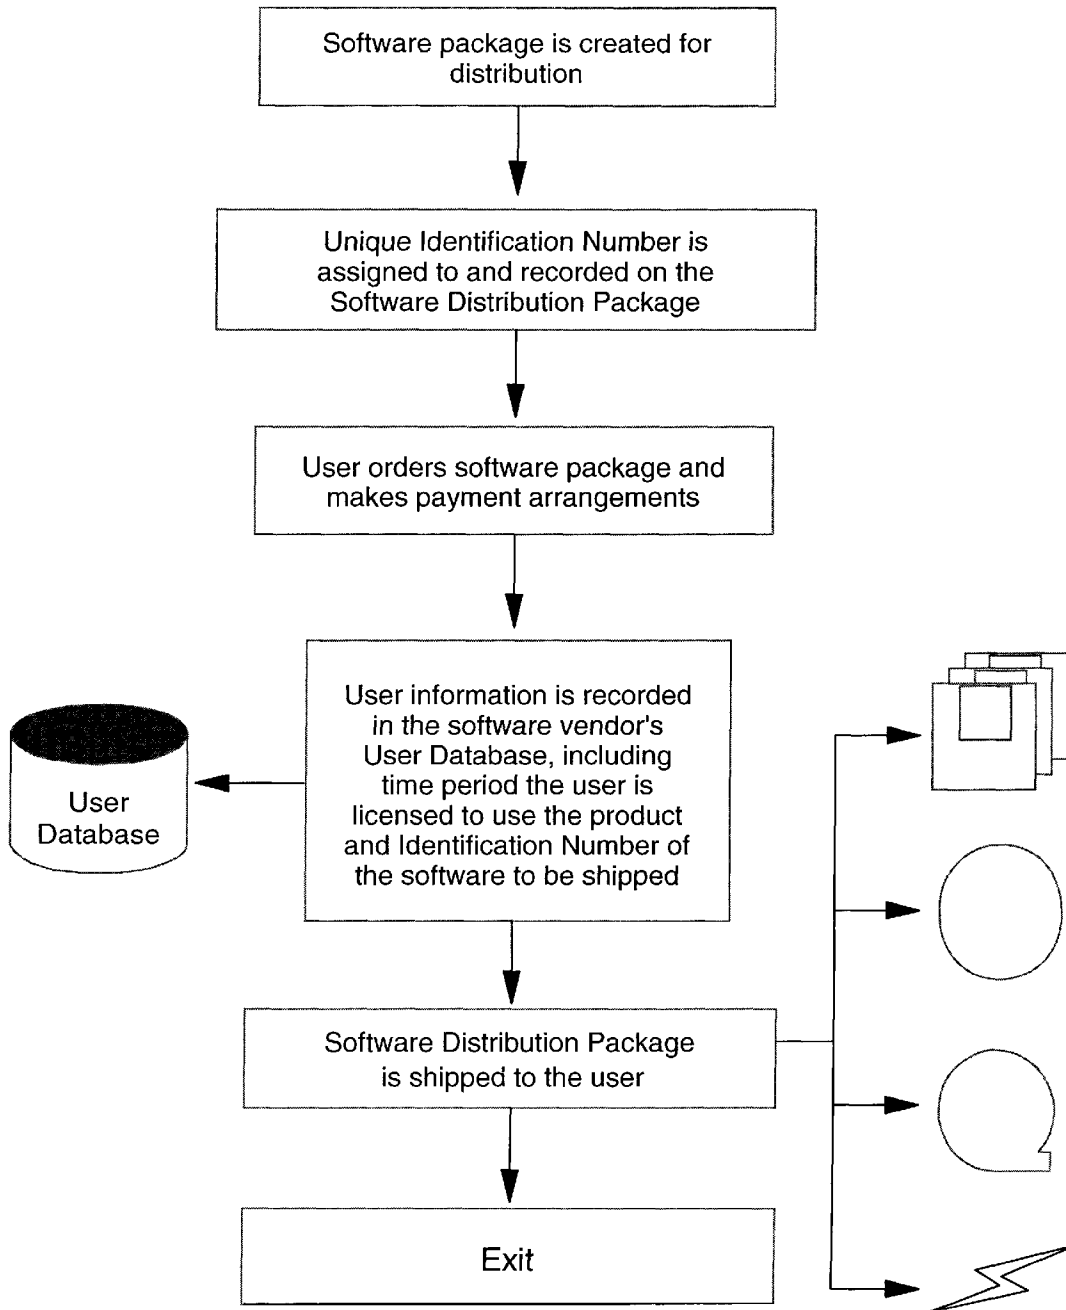 Software package is created for
distribution
Unique Identification Number is
assigned to and recorded on the
Software Distribution Package
User orders software package and
makes payment arrangements
User information is recorded
in the software vendor's
User Database, including
time period the user is
licensed to use the product
and Identification Number of
the software to be shipped
User
Database
Software Distribution Package
is shipped to the user
Exit